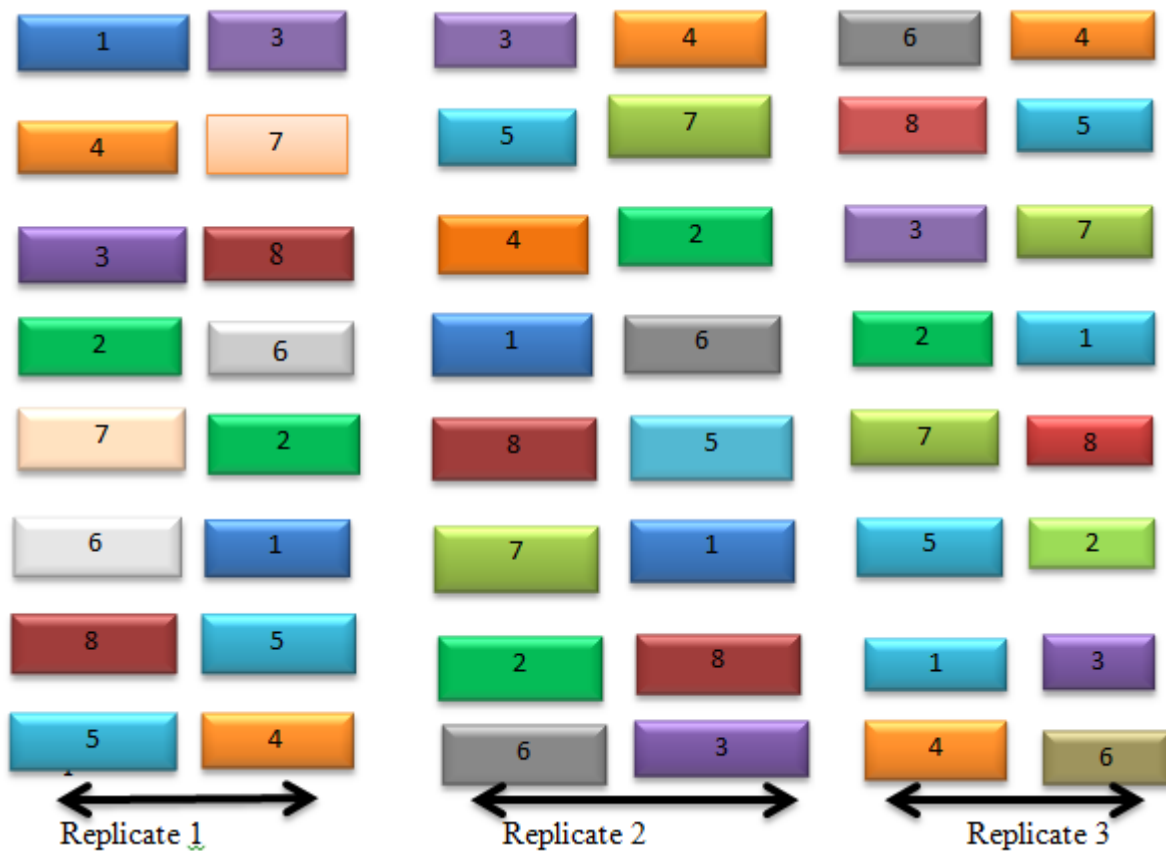 1 3 3 4 6 4
4 7 5 7 8 5
3 8 4 2 3 7
2 6 1 6 2 1
7 2 8 5 7 8
6 1 7 1 5 2
8 5 2 8 1 3
5 4 6 3 4 6
Replicate 1 Replicate 2 Replicate 3